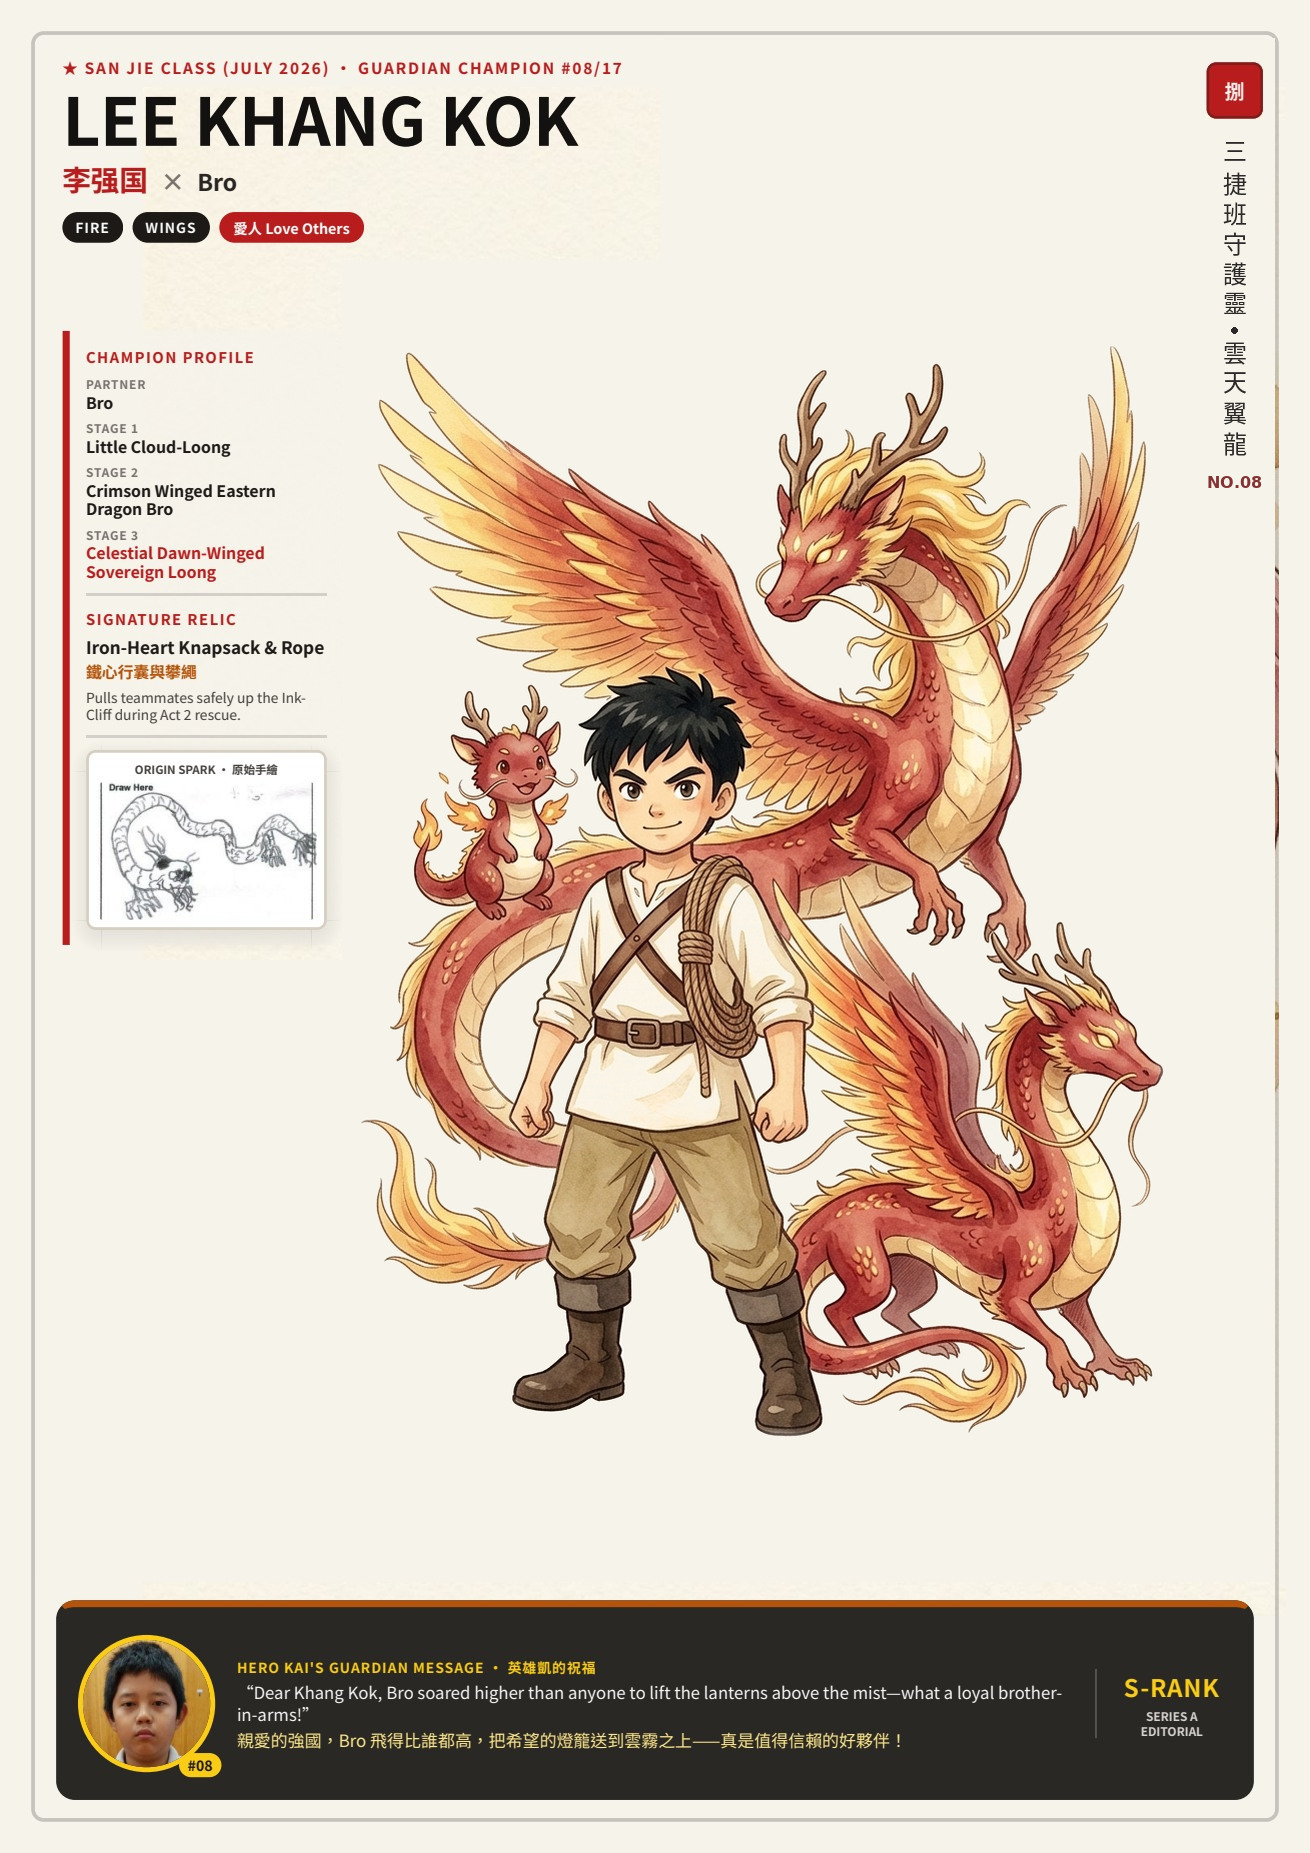 ★ SAN JIE CLASS (JULY 2026) · GUARDIAN CHAMPION #08/17
LEE KHANG KOK
李强国 × Bro
FIRE WINGS 愛人 Love Others
捌
三捷班守護靈•雲天翼龍
NO.08
CHAMPION PROFILE
PARTNER
Bro
STAGE 1
Little Cloud-Loong
STAGE 2
Crimson Winged Eastern
Dragon Bro
STAGE 3
Celestial Dawn-Winged
Sovereign Loong
SIGNATURE RELIC
Iron-Heart Knapsack & Rope
鐵心行囊與攀繩
Pulls teammates safely up the Ink-
Cliff during Act 2 rescue.
ORIGIN SPARK · 原始手繪
Draw Here
HERO KAI'S GUARDIAN MESSAGE · 英雄凱的祝福
“Dear Khang Kok, Bro soared higher than anyone to lift the lanterns above the mist—what a loyal brother-
in-arms!”
親愛的強國，Bro 飛得比誰都高，把希望的燈籠送到雲霧之上——真是值得信賴的好夥伴！
#08
S-RANK
SERIES A
EDITORIAL